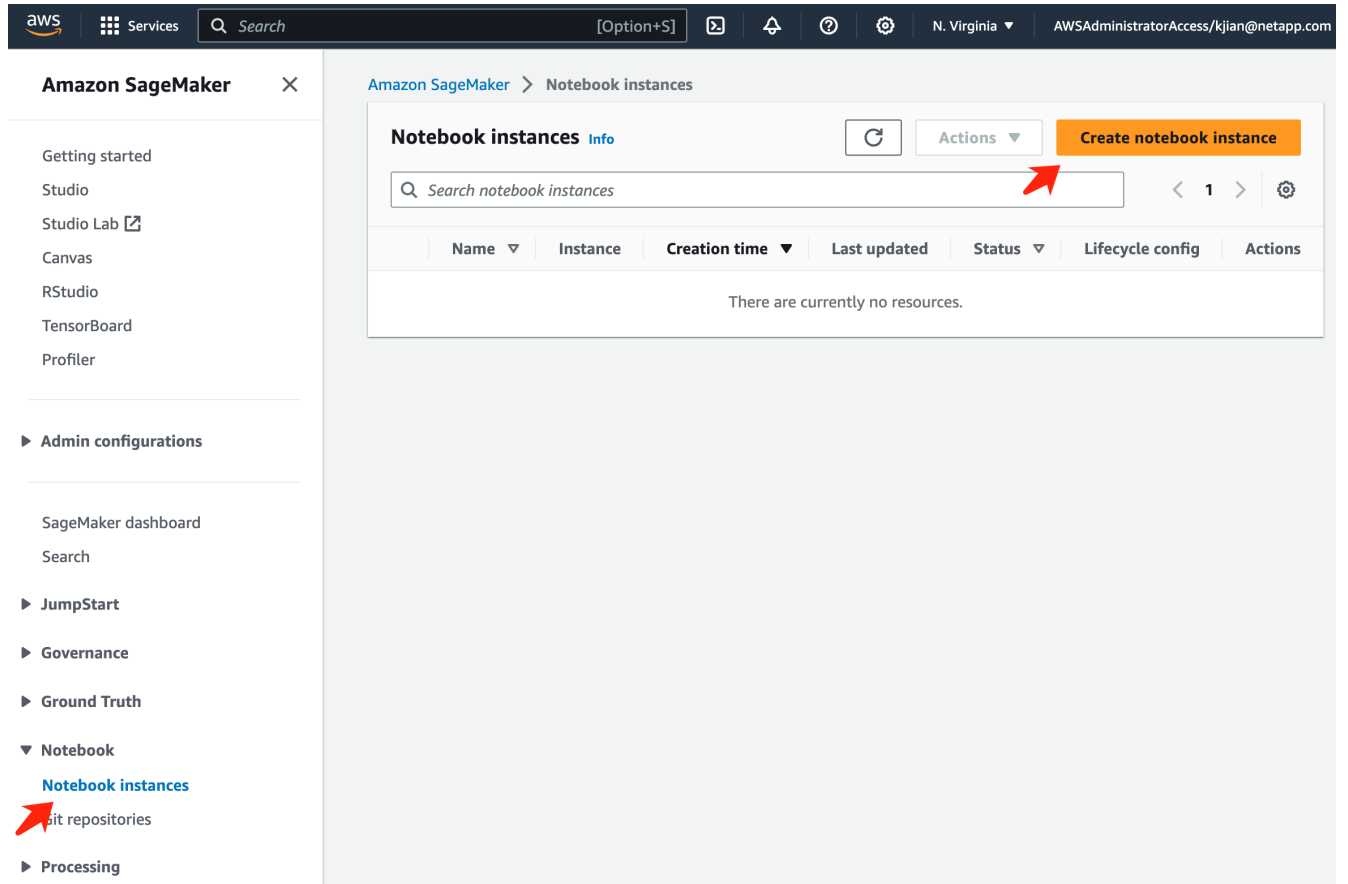 aws Services Search [Option+S] N. Virginia AWSAdministratorAccess/kjian@netapp.com
Amazon SageMaker
Getting started
Studio
Studio Lab
Canvas
RStudio
TensorBoard
Profiler
Admin configurations
SageMaker dashboard
Search
JumpStart
Governance
Ground Truth
Notebook
Notebook instances
Git repositories
Processing
Amazon SageMaker > Notebook instances
Notebook instances Info Actions Create notebook instance
Search notebook instances 1
Name Instance Creation time Last updated Status Lifecycle config Actions
There are currently no resources.